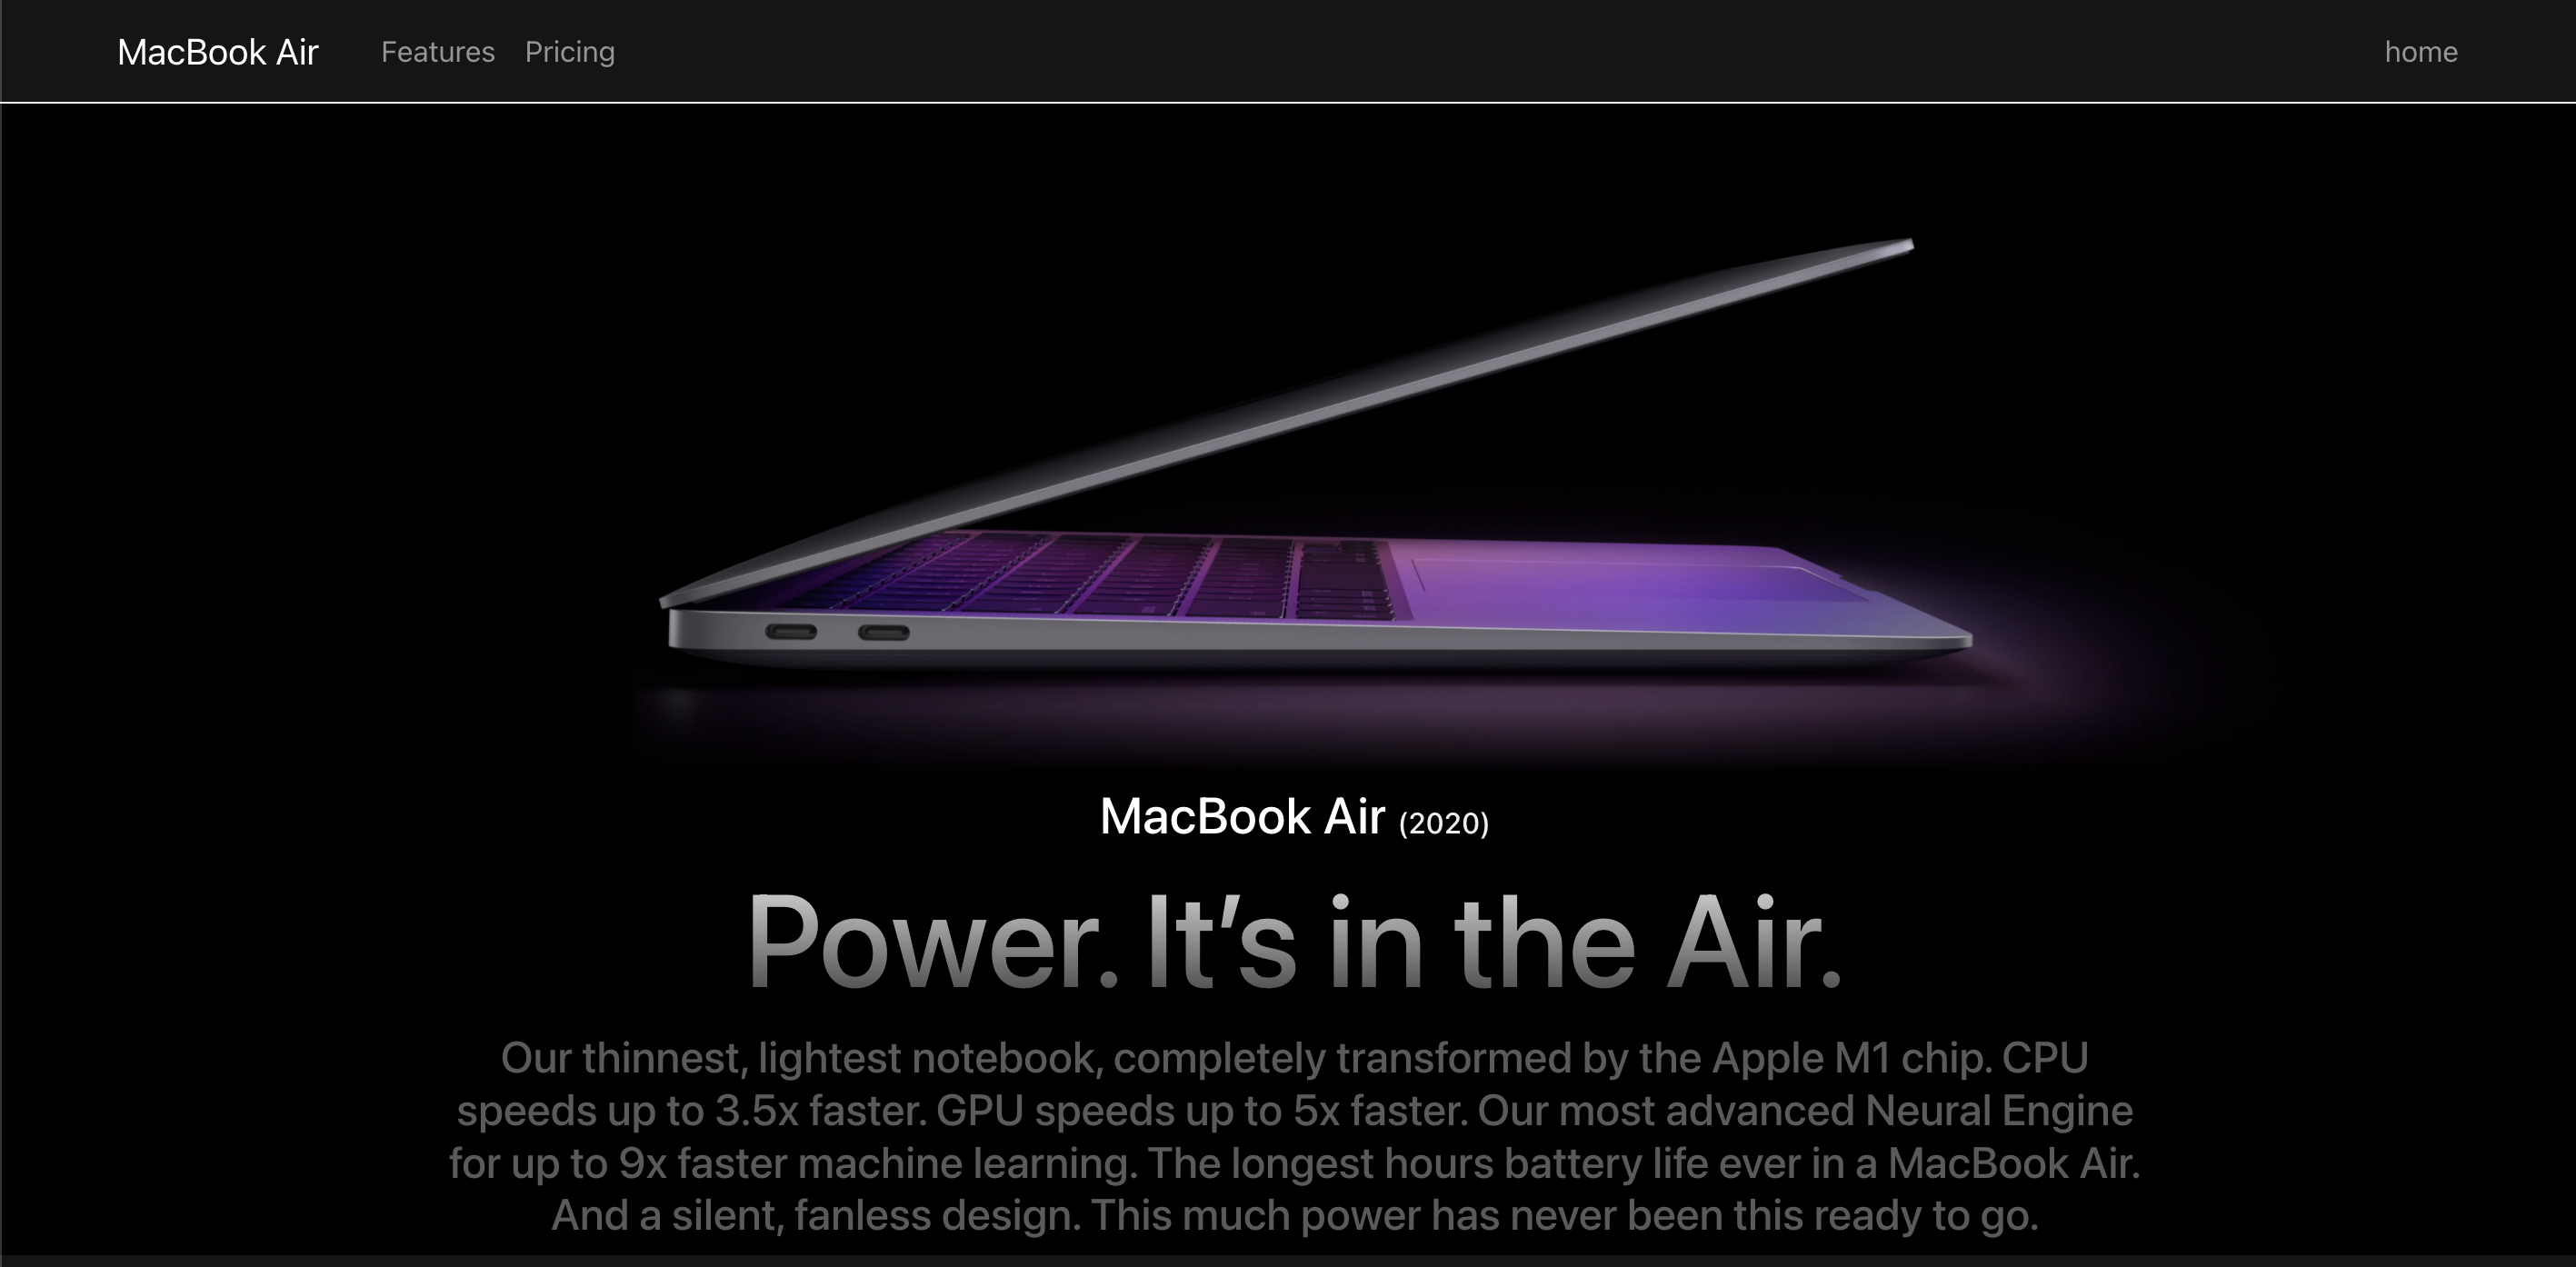 MacBook Air Features Pricing home
MacBook Air (2020)
Power. It’s in the Air.
Our thinnest, lightest notebook, completely transformed by the Apple M1 chip. CPU
speeds up to 3.5x faster. GPU speeds up to 5x faster. Our most advanced Neural Engine
for up to 9x faster machine learning. The longest hours battery life ever in a MacBook Air.
And a silent, fanless design. This much power has never been this ready to go.